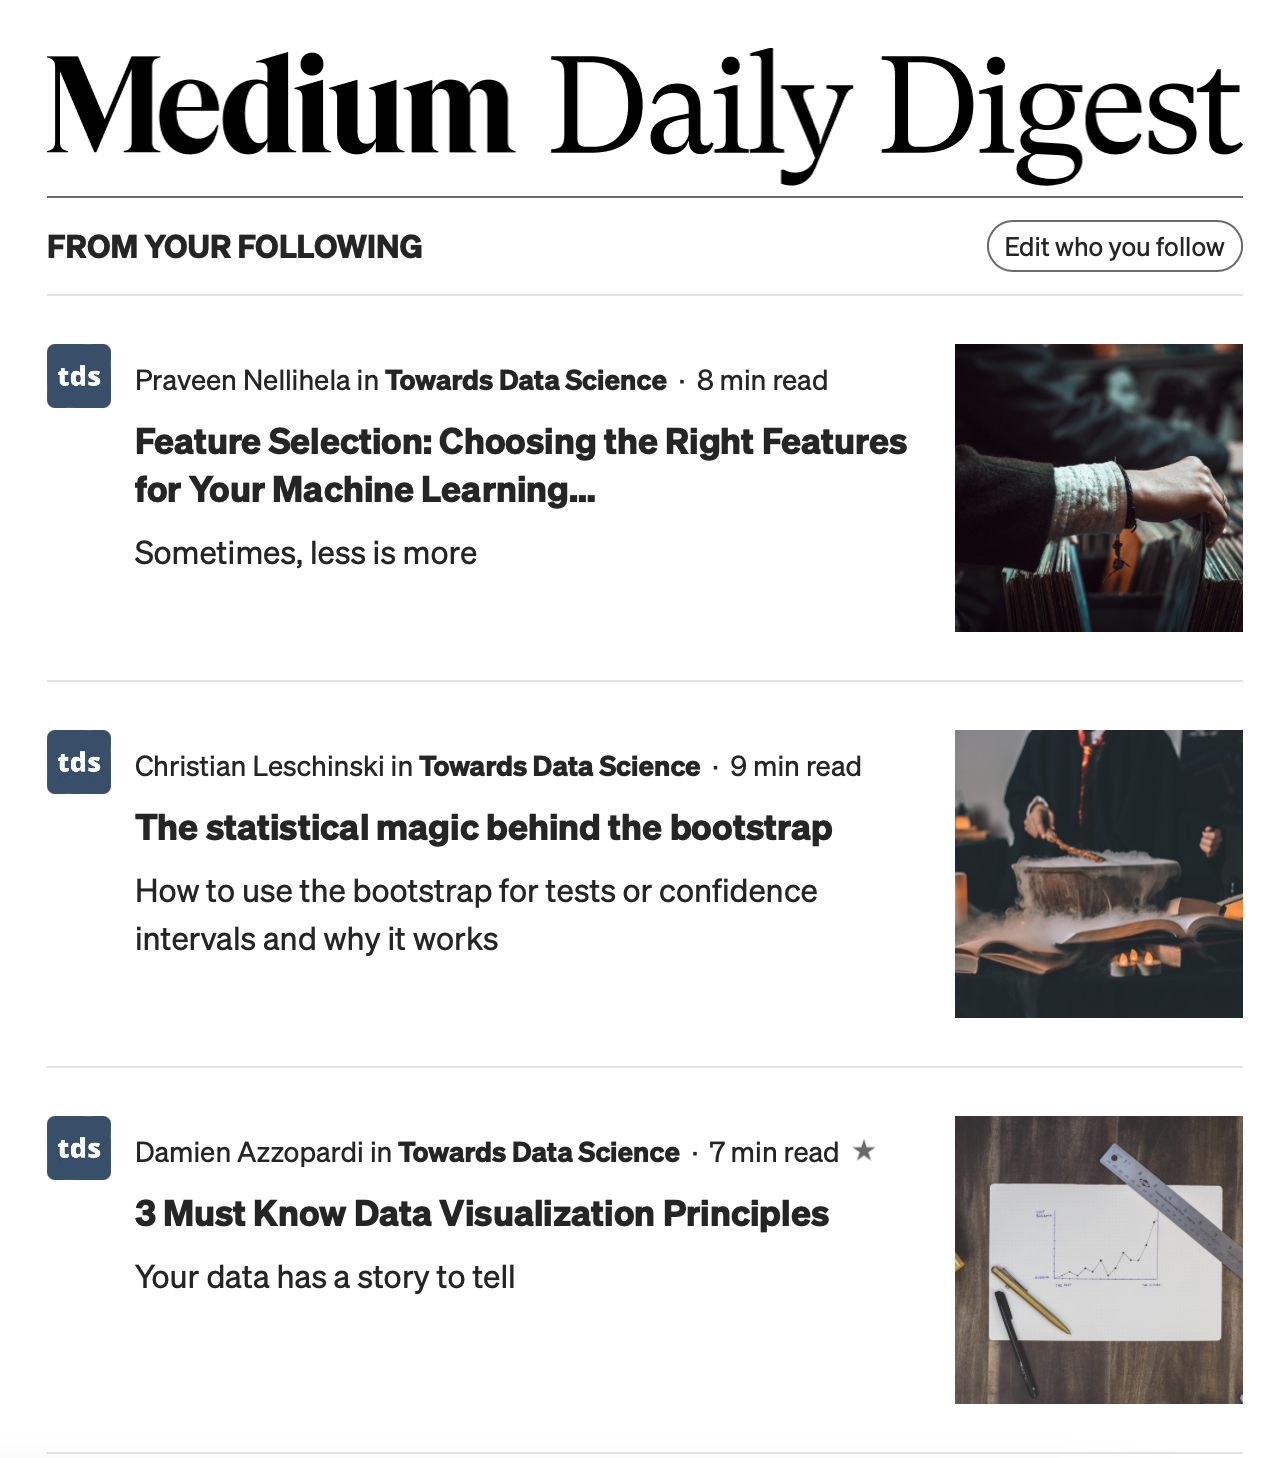 Medium Daily Digest
FROM YOUR FOLLOWING
Edit who you follow
tds
Praveen Nellihela in Towards Data Science · 8 min read
Feature Selection: Choosing the Right Features
for Your Machine Learning...
Sometimes, less is more
tds
Christian Leschinski in Towards Data Science · 9 min read
The statistical magic behind the bootstrap
How to use the bootstrap for tests or confidence
intervals and why it works
tds
Damien Azzopardi in Towards Data Science · 7 min read ★
3 Must Know Data Visualization Principles
Your data has a story to tell